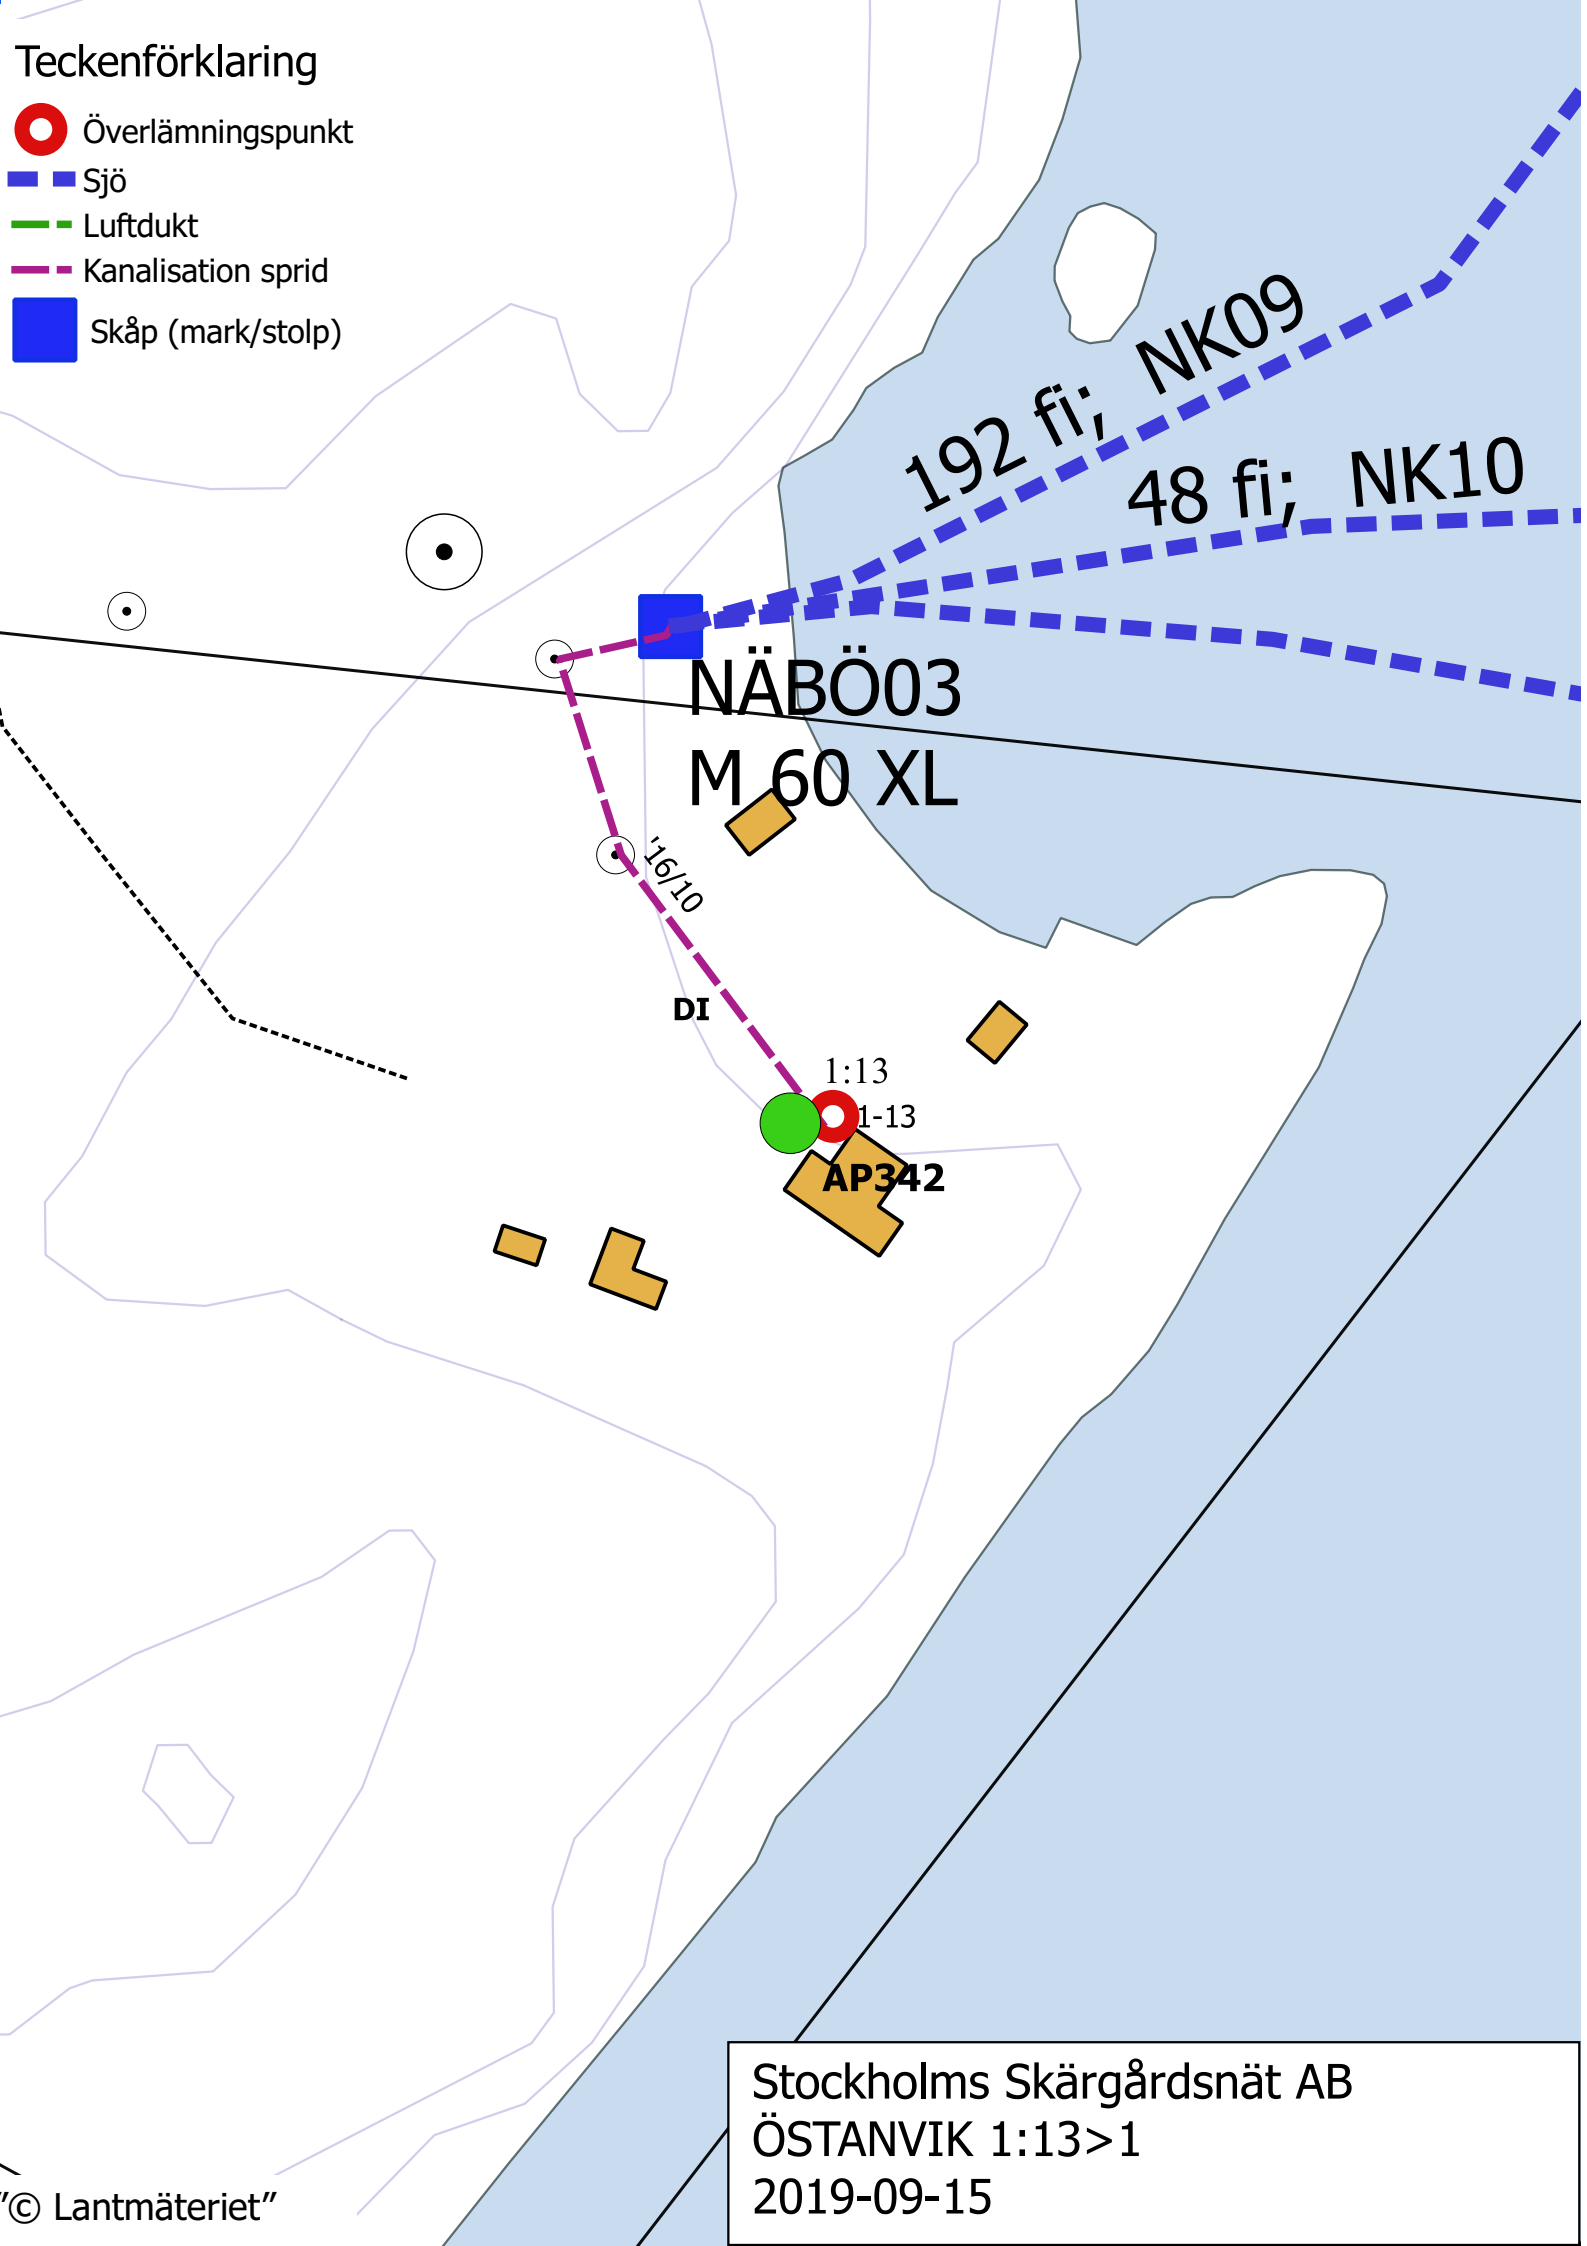 Teckenförklaring
Överlämningspunkt
Sjö
Luftdukt
Kanalisation sprid
Skåp (mark/stolp)
192 fi; NK09
48 fi; NK10
NÄBÖ03
M 60 XL
'16/10
DI
1:13
1-13
AP342
Stockholms Skärgårdsnät AB
ÖSTANVIK 1:13>1
2019-09-15
"© Lantmäteriet"